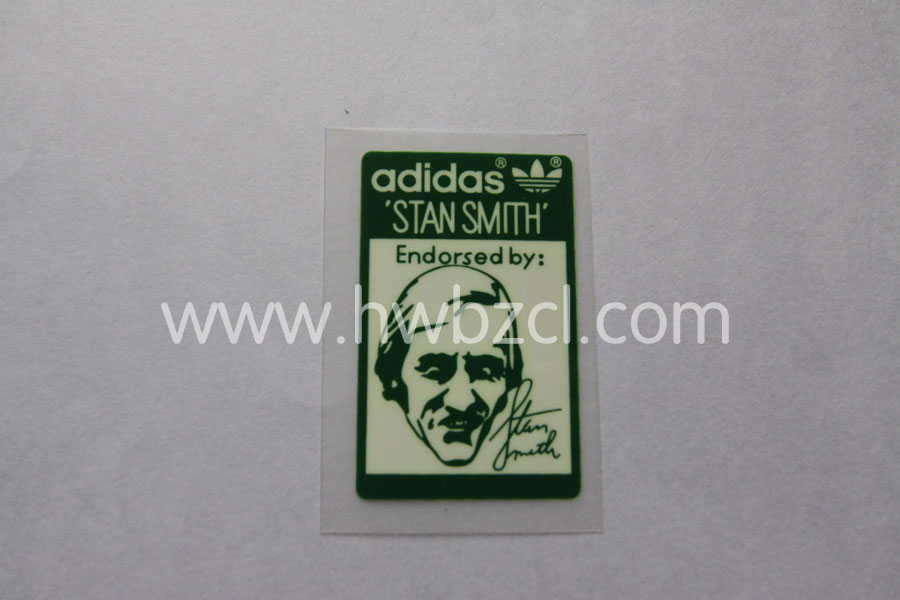 adidas® ®
'STAN SMITH'
Endorsed by:
www.hwbzcl.com
Stan
Smith